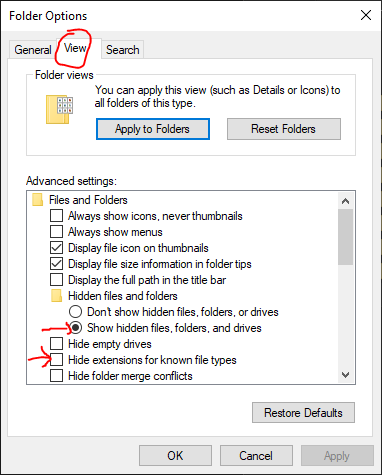 Folder Options
General View Search
Folder views
You can apply this view (such as Details or Icons) to
all folders of this type.
Apply to Folders Reset Folders
Advanced settings:
Files and Folders
Always show icons, never thumbnails
Always show menus
Display file icon on thumbnails
Display file size information in folder tips
Display the full path in the title bar
Hidden files and folders
Don't show hidden files, folders, or drives
Show hidden files, folders, and drives
Hide empty drives
Hide extensions for known file types
Hide folder merge conflicts
Restore Defaults
OK Cancel Apply